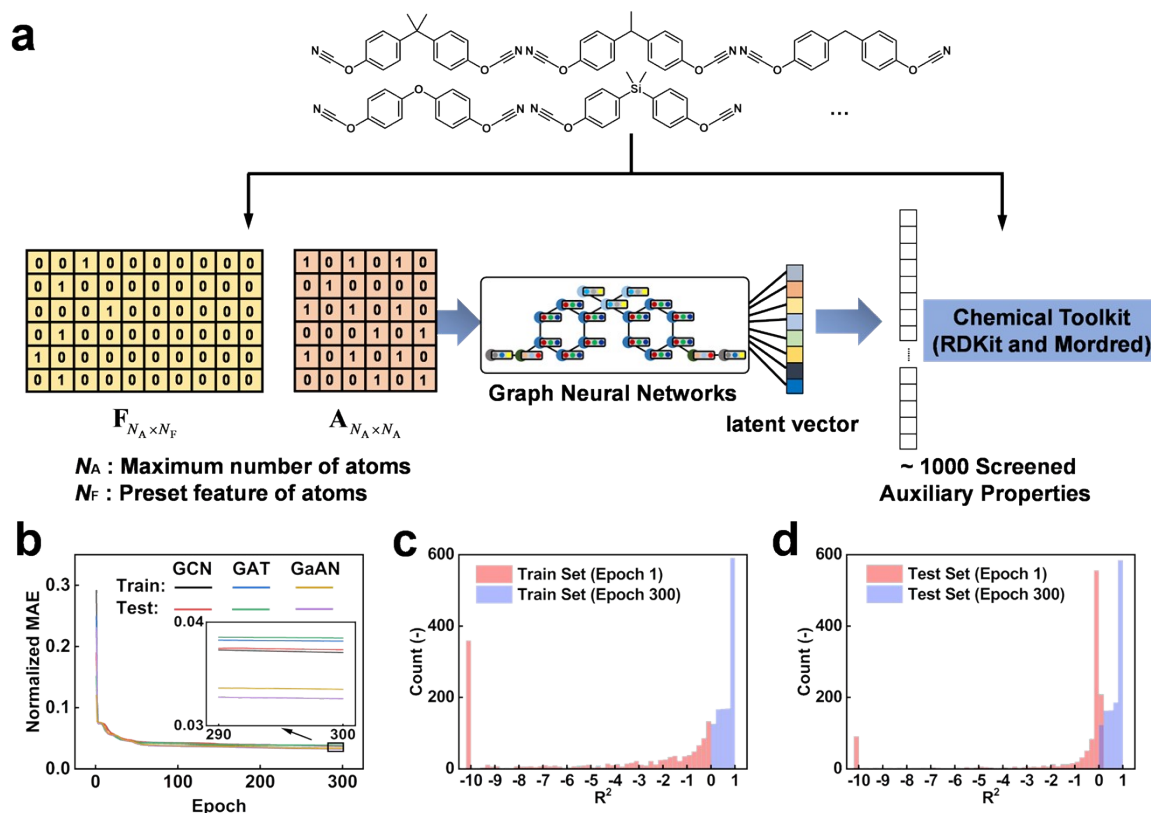 a
N O O N N O O N N O O N
N O O O N N O Si O N ...
0 0 1 0 0 0 0 0 0 0
0 1 0 0 0 0 0 0 0 0
0 0 0 1 0 0 0 0 0 0
0 1 0 0 0 0 0 0 0 0
1 0 0 0 0 0 0 0 0 0
0 1 0 0 0 0 0 0 0 0
1 0 1 0 1 0
0 1 0 0 0 0
1 0 1 0 1 0
0 0 0 1 0 1
1 0 1 0 1 0
0 0 0 1 0 1
F N_A × N_F
A N_A × N_A
Graph Neural Networks
latent vector
Chemical Toolkit
(RDKit and Mordred)
N_A : Maximum number of atoms
N_F : Preset feature of atoms
~ 1000 Screened
Auxiliary Properties
b
GCN GAT GaAN
Train:
Test:
0.04
0.03
290 300
Normalized MAE
0.3
0.2
0.1
0.0
0 100 200 300
Epoch
c
Train Set (Epoch 1)
Train Set (Epoch 300)
Count (-)
600
400
200
0
-10 -9 -8 -7 -6 -5 -4 -3 -2 -1 0 1
R²
d
Test Set (Epoch 1)
Test Set (Epoch 300)
Count (-)
600
400
200
0
-10 -9 -8 -7 -6 -5 -4 -3 -2 -1 0 1
R²